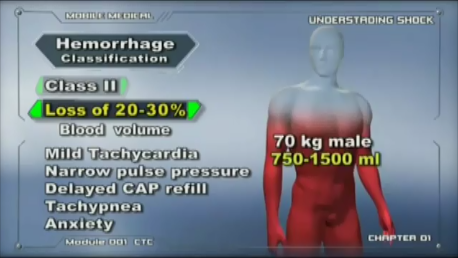 MOBILE MEDICAL
UNDERSTADING SHOCK
Hemorrhage
Classification
Class II
Loss of 20-30%
Blood volume
Mild Tachycardia
Narrow pulse pressure
Delayed CAP refill
Tachypnea
Anxiety
70 kg male
750-1500 ml
Module 001 CTC
CHAPTER 01